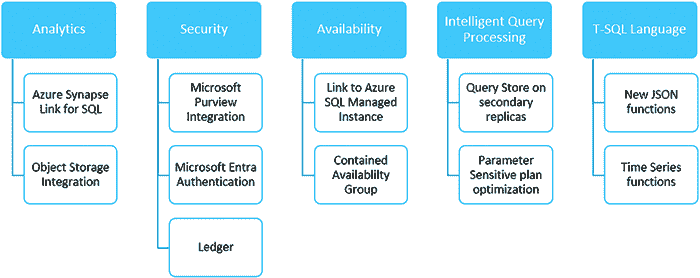 Analytics
Azure Synapse
Link for SQL
Object Storage
Integration
Security
Microsoft
Purview
Integration
Microsoft Entra
Authentication
Ledger
Availability
Link to Azure
SQL Managed
Instance
Contained
Availability
Group
Intelligent Query
Processing
Query Store on
secondary
replicas
Parameter
Sensitive plan
optimization
T-SQL Language
New JSON
functions
Time Series
functions